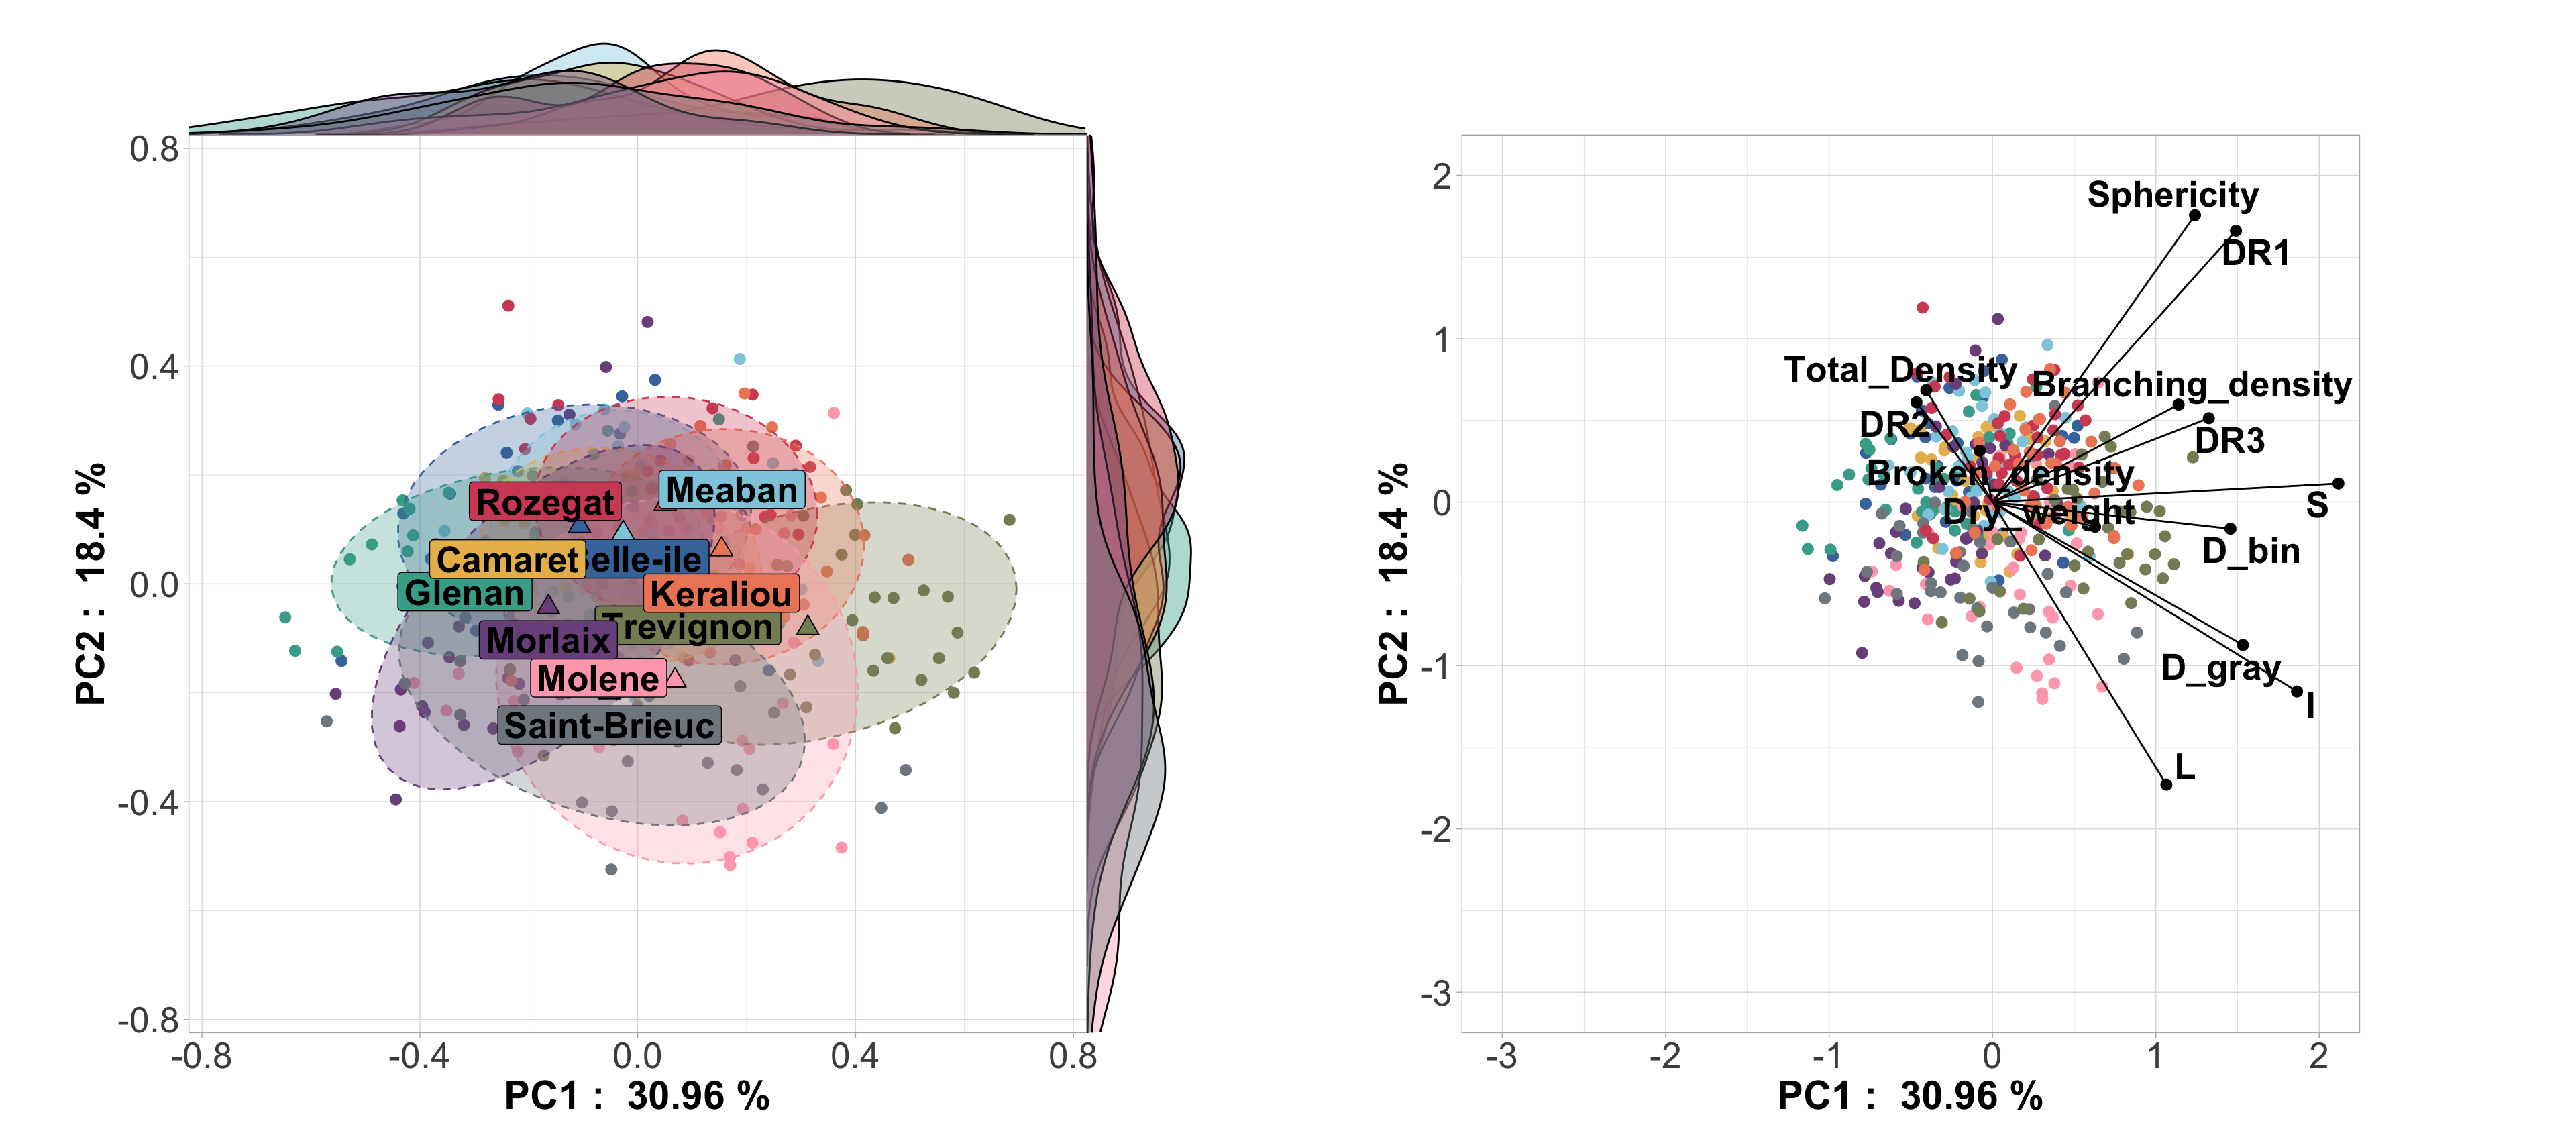 0.8
0.4
0.0
-0.4
-0.8
-0.8
-0.4
0.0
0.4
0.8
PC2 : 18.4 %
PC1 : 30.96 %
Rozegat
Meaban
Camaret
elle-ile
Glenan
Keraliou
Trevignon
Morlaix
Molene
Saint-Brieuc
2
1
0
-1
-2
-3
-3
-2
-1
0
1
2
PC2 : 18.4 %
PC1 : 30.96 %
Sphericity
DR1
Total_Density
Branching_density
DR2
DR3
Broken_density
S
Dry_weight
D_bin
D_gray
I
L